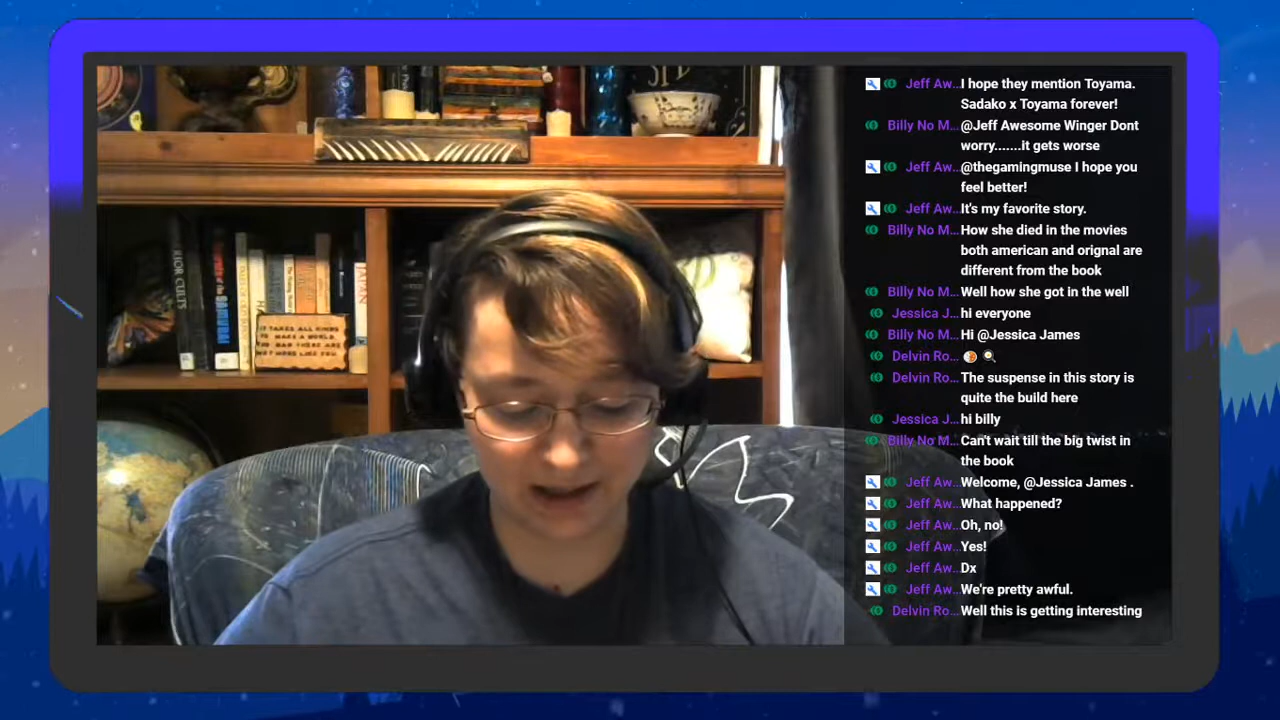 Jeff Aw... I hope they mention Toyama.
Sadako x Toyama forever!
Billy No M... @Jeff Awesome Winger Dont
worry.......it gets worse
Jeff Aw... @thegamingmuse I hope you
feel better!
Jeff Aw... It's my favorite story.
Billy No M... How she died in the movies
both american and orignal are
different from the book
Billy No M... Well how she got in the well
Jessica J... hi everyone
Billy No M... Hi @Jessica James
Delvin Ro...
Delvin Ro... The suspense in this story is
quite the build here
Jessica J... hi billy
Billy No M... Can't wait till the big twist in
the book
Jeff Aw... Welcome, @Jessica James .
Jeff Aw... What happened?
Jeff Aw... Oh, no!
Jeff Aw... Yes!
Jeff Aw... Dx
Jeff Aw... We're pretty awful.
Delvin Ro... Well this is getting interesting
IT TAKES ALL KINDS
TO MAKE A WORLD,
CULTS
SAMURAI